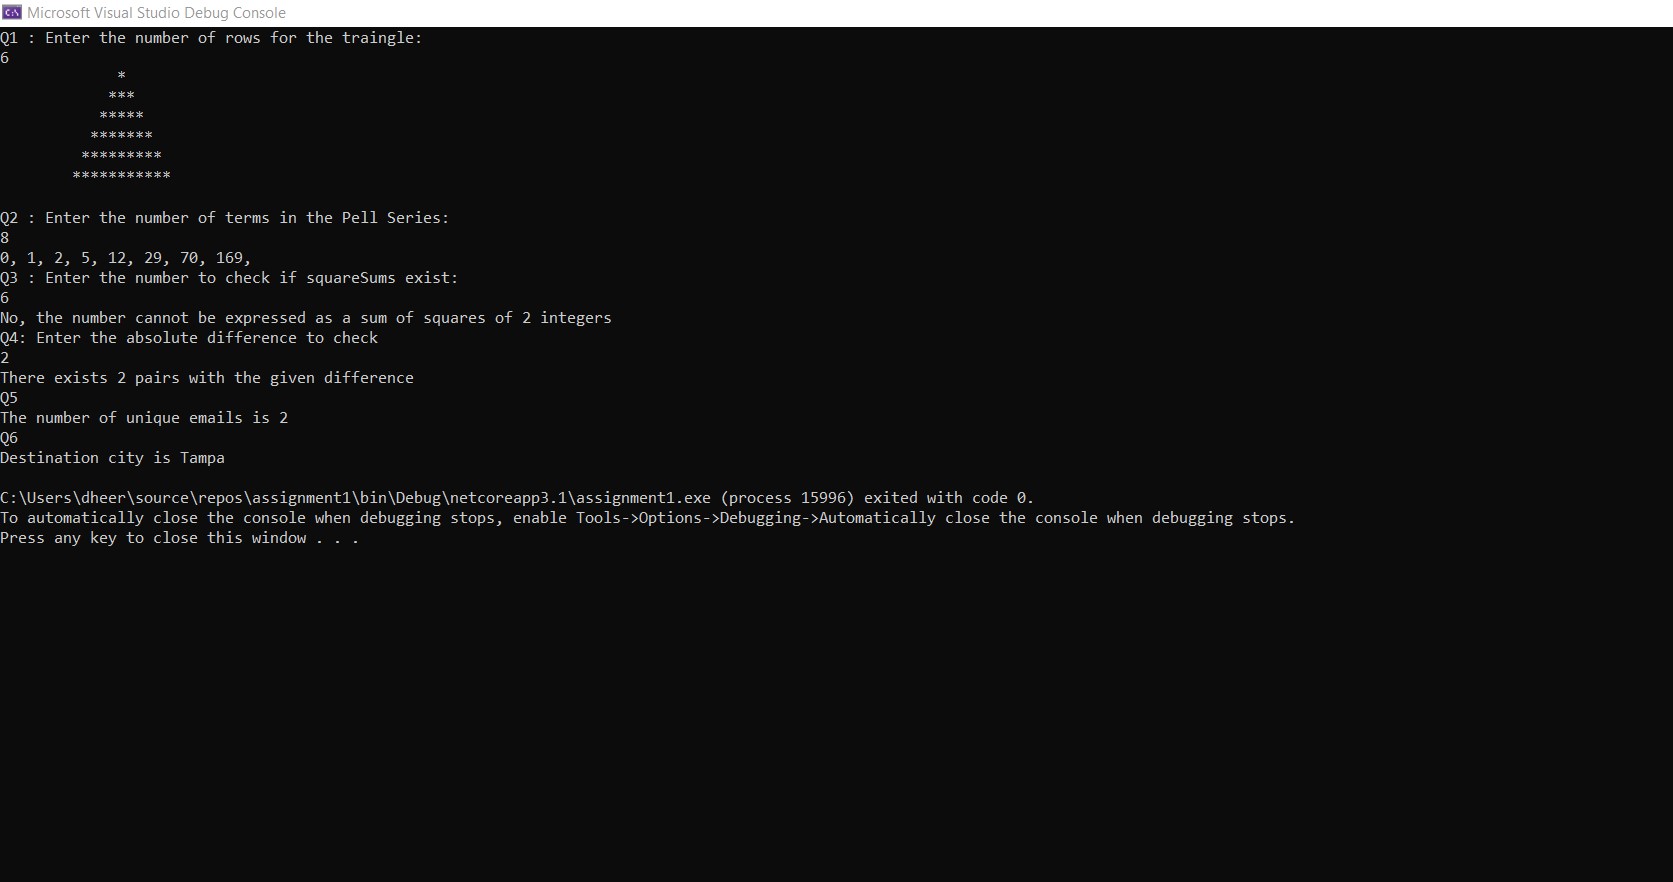 Microsoft Visual Studio Debug Console
Q1 : Enter the number of rows for the traingle:
6
*
***
*****
*******
*********
***********
Q2 : Enter the number of terms in the Pell Series:
8
0, 1, 2, 5, 12, 29, 70, 169,
Q3 : Enter the number to check if squareSums exist:
6
No, the number cannot be expressed as a sum of squares of 2 integers
Q4: Enter the absolute difference to check
2
There exists 2 pairs with the given difference
Q5
The number of unique emails is 2
Q6
Destination city is Tampa
C:\Users\dheer\source\repos\assignment1\bin\Debug\netcoreapp3.1\assignment1.exe (process 15996) exited with code 0.
To automatically close the console when debugging stops, enable Tools->Options->Debugging->Automatically close the console when debugging stops.
Press any key to close this window . . .